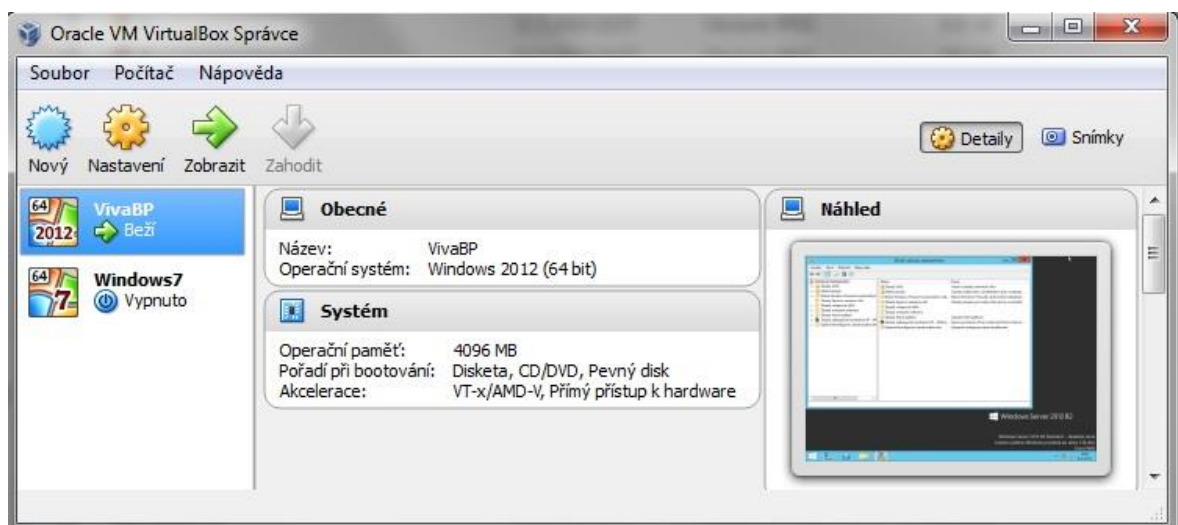 Oracle VM VirtualBox Správce
Soubor Počítač Nápověda
Nový Nastavení Zobrazit Zahodit
Detaily Snímky
64 2012 VivaBP
Beží
64 7 Windows7
Vypnuto
Obecné
Název: VivaBP
Operační systém: Windows 2012 (64 bit)
Systém
Operační paměť: 4096 MB
Pořadí při bootování: Disketa, CD/DVD, Pevný disk
Akcelerace: VT-x/AMD-V, Přímý přístup k hardware
Náhled
Windows Server 2012 R2